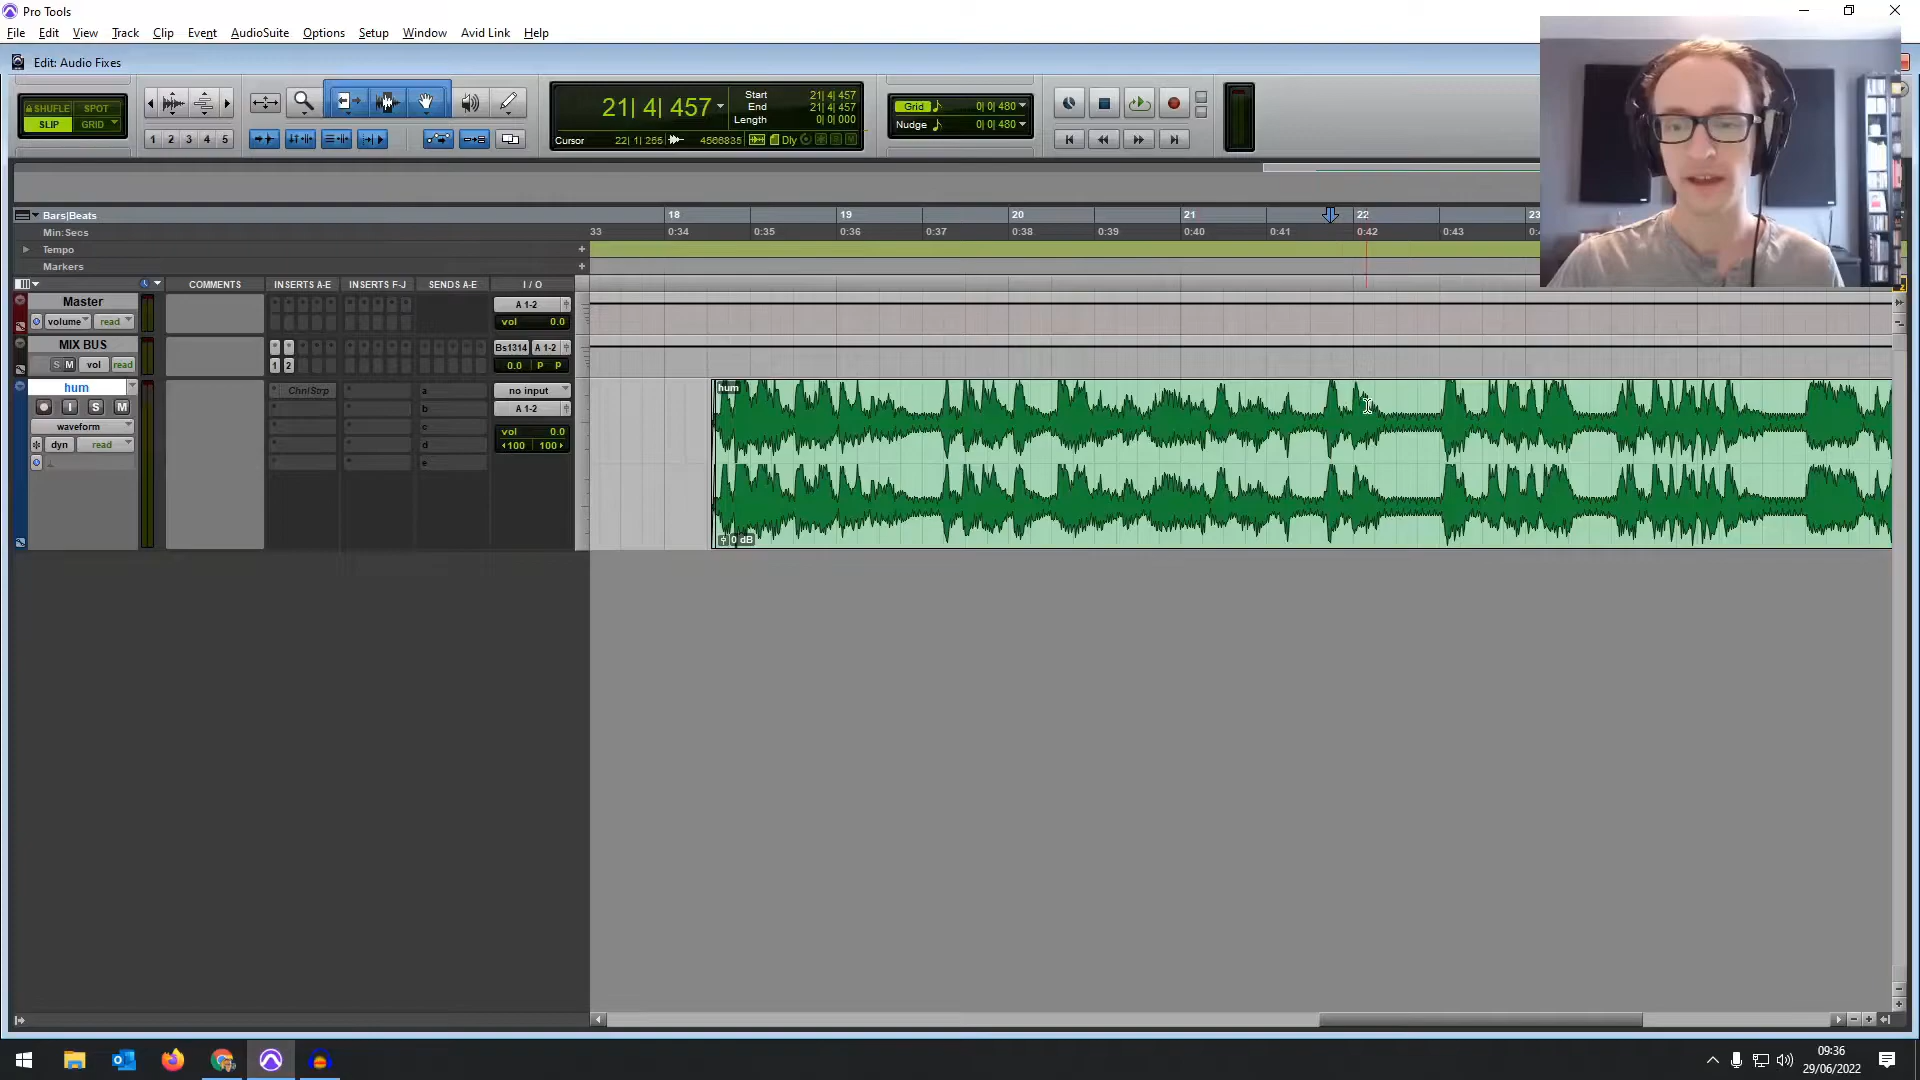 Pro Tools
File Edit View Track Clip Event AudioSuite Options Setup Window Avid Link Help
Edit: Audio Fixes
SHUFLE SPOT
SLIP GRID
1 2 3 4 5
21| 4| 457
Start 21| 4| 457
End 21| 4| 457
Length 0| 0| 000
Cursor 22| 1| 265 4566835 Dly
Grid 0| 0| 480
Nudge 0| 0| 480
Bars|Beats 18 19 20 21 22 23
Min:Secs 33 0:34 0:35 0:36 0:37 0:38 0:39 0:40 0:41 0:42 0:43
Tempo
Markers
COMMENTS INSERTS A-E INSERTS F-J SENDS A-E I / O
Master A 1-2
volume read vol 0.0
MIX BUS Bs1314 A 1-2
S M vol read 1 2 0.0 P P
hum ChnlStrp a no input hum
I S M b A 1-2
waveform c vol 0.0
dyn read d 100 100
e
0 dB
09:36
29/06/2022